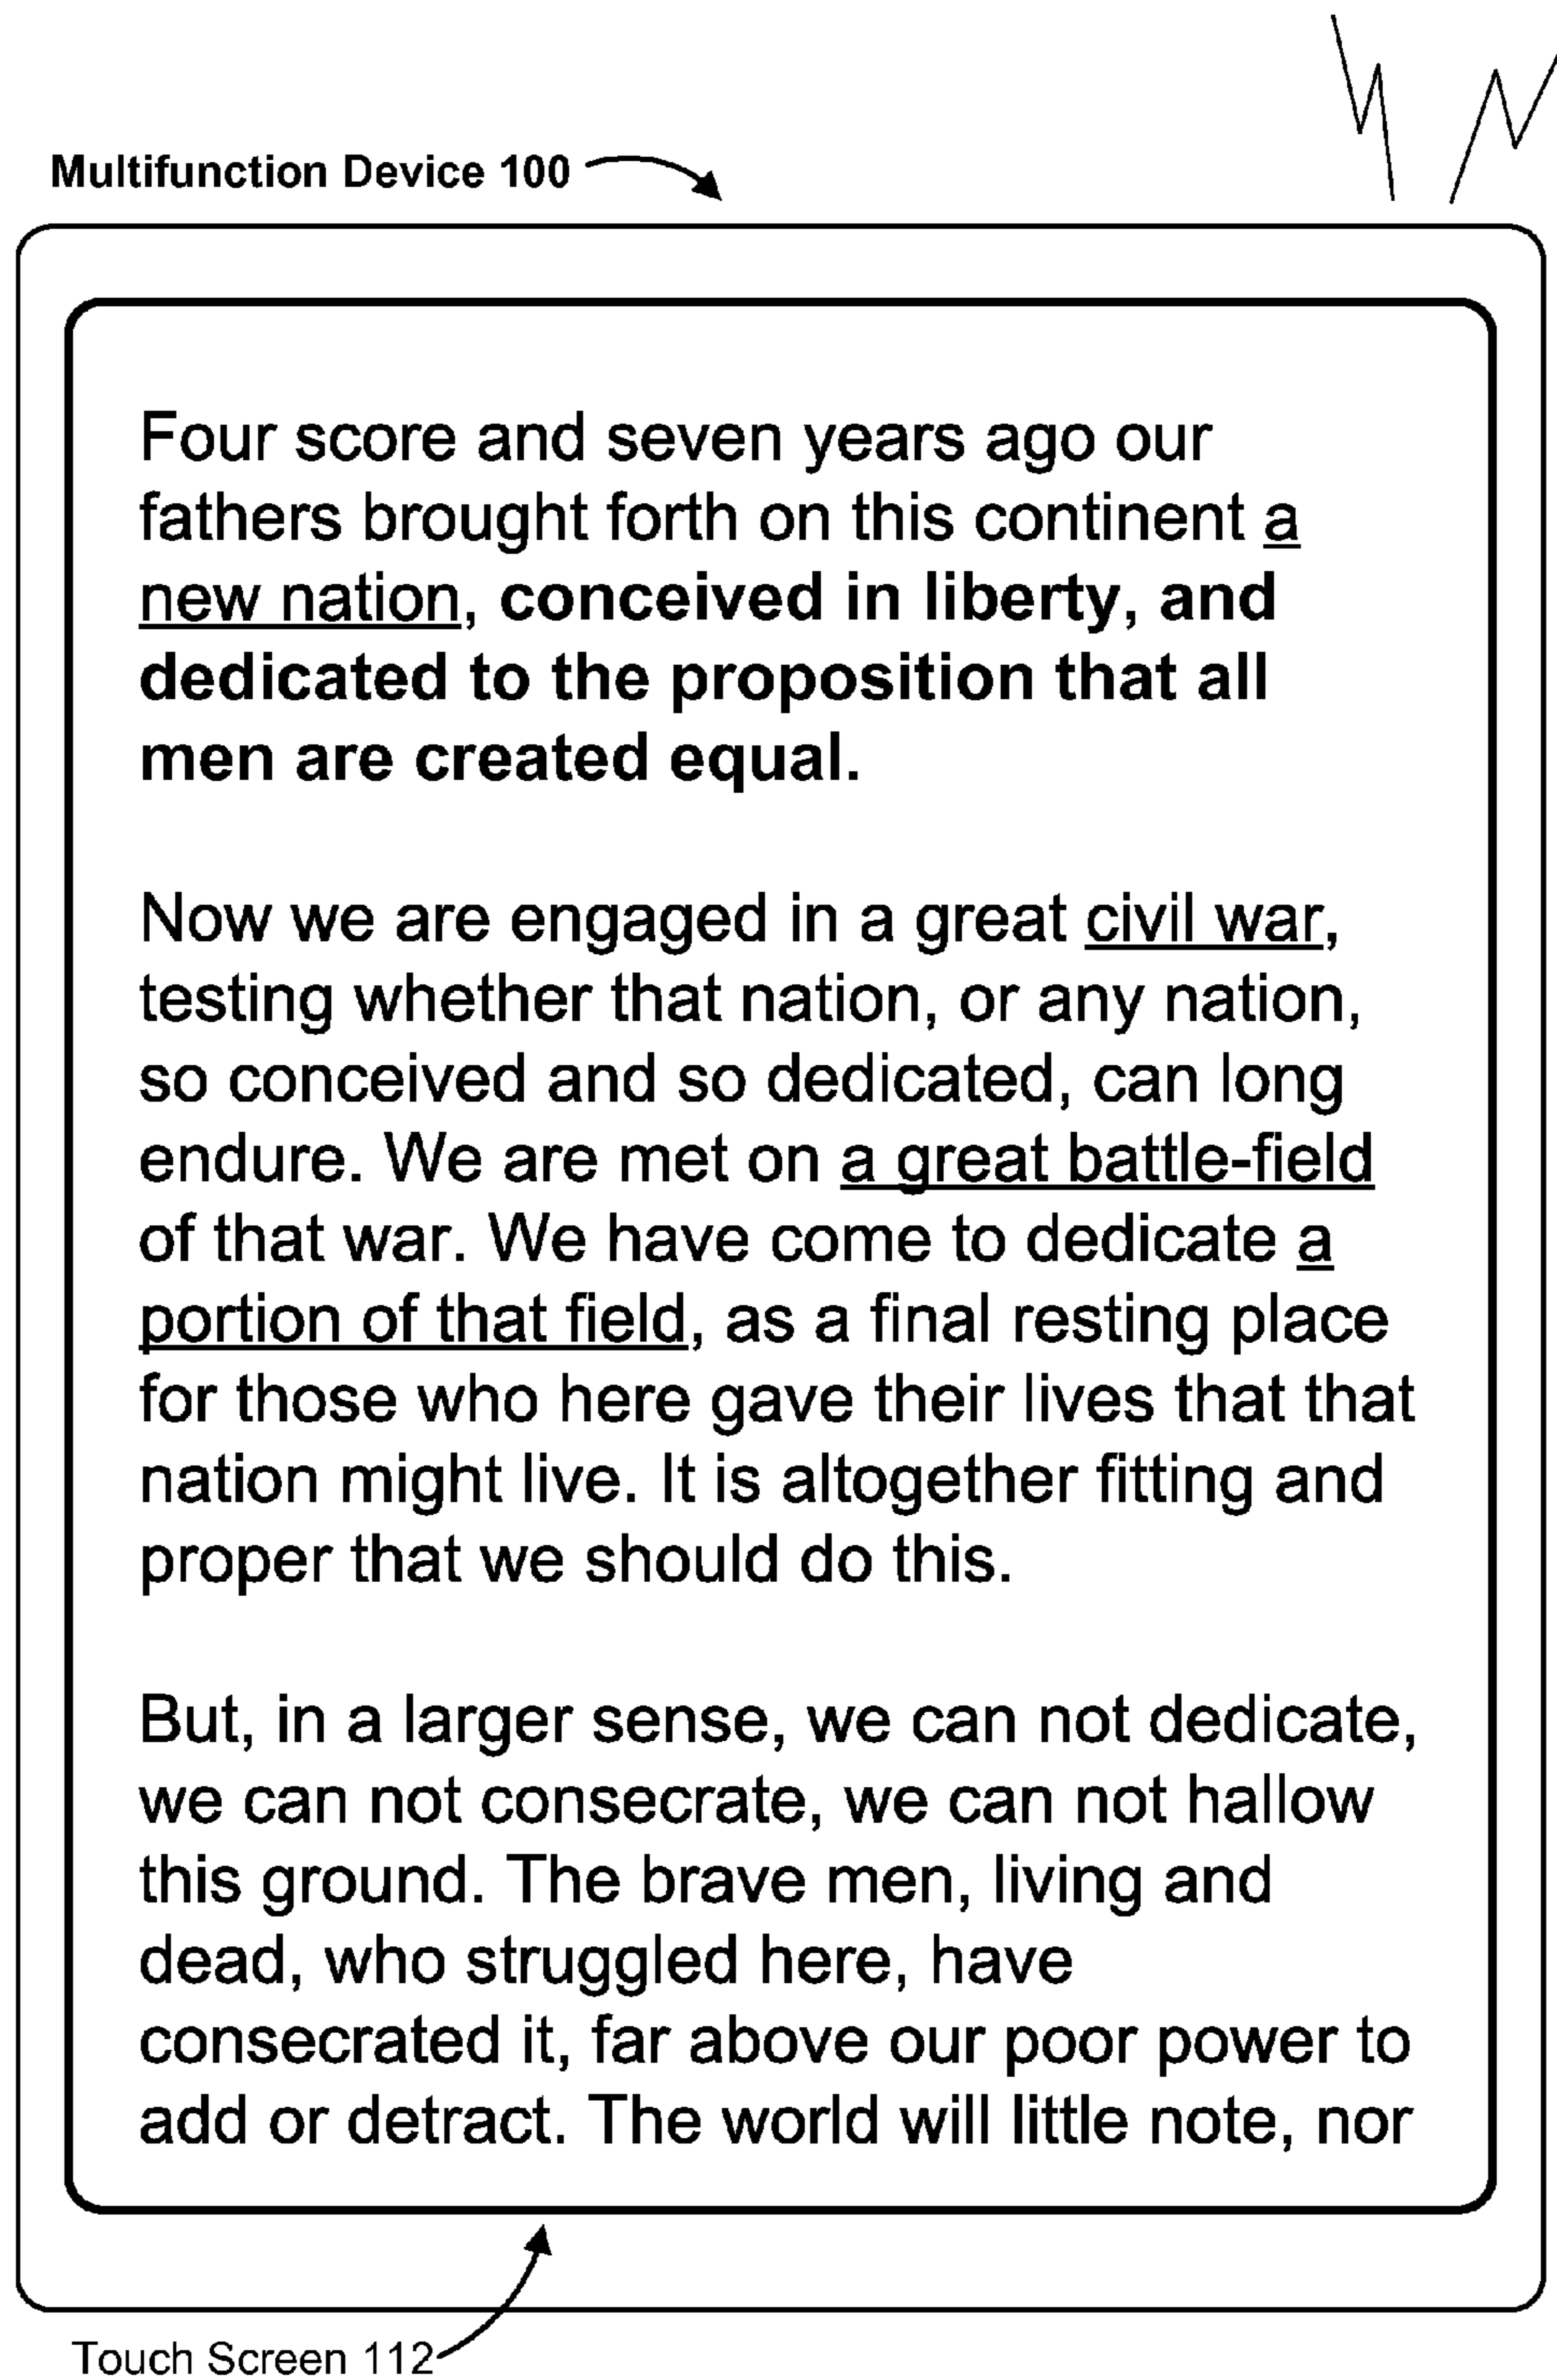 Multifunction Device 100
Four score and seven years ago our
fathers brought forth on this continent a
new nation, conceived in liberty, and
dedicated to the proposition that all
men are created equal.
Now we are engaged in a great civil war,
testing whether that nation, or any nation,
so conceived and so dedicated, can long
endure. We are met on a great battle-field
of that war. We have come to dedicate a
portion of that field, as a final resting place
for those who here gave their lives that that
nation might live. It is altogether fitting and
proper that we should do this.
But, in a larger sense, we can not dedicate,
we can not consecrate, we can not hallow
this ground. The brave men, living and
dead, who struggled here, have
consecrated it, far above our poor power to
add or detract. The world will little note, nor
Touch Screen 112